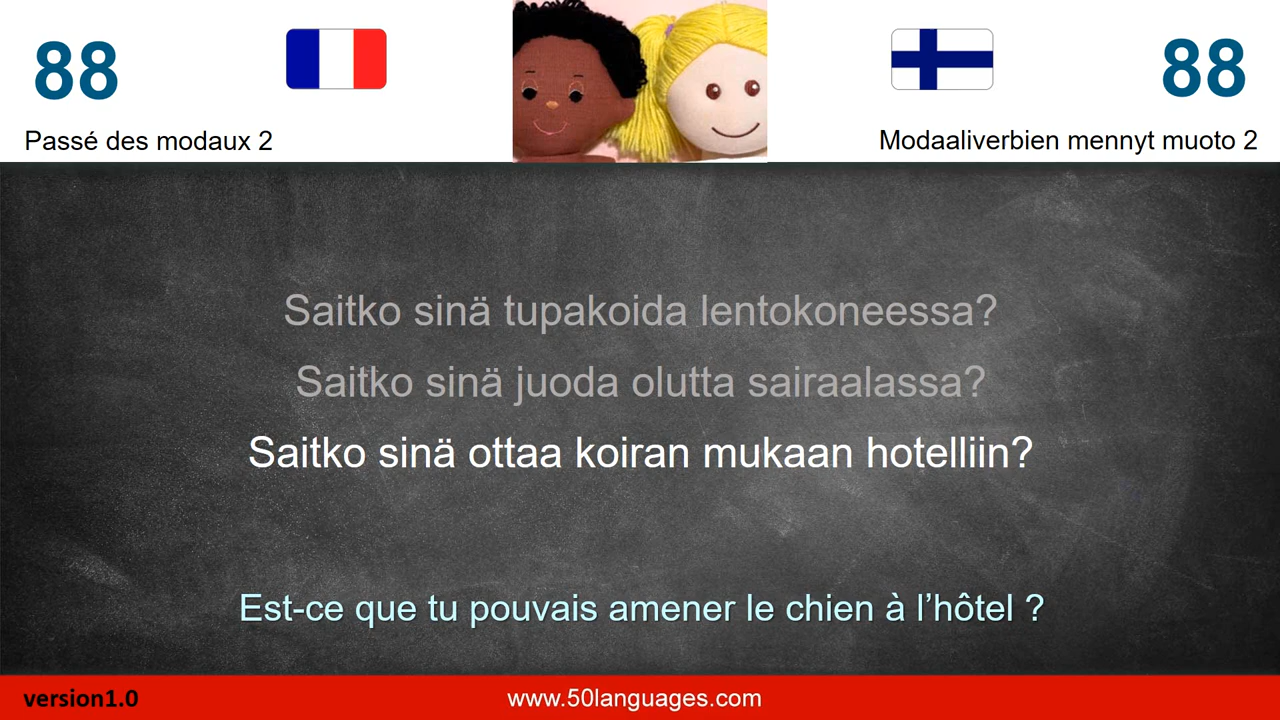 88
88
Passé des modaux 2
Modaaliverbien mennyt muoto 2
Saitko sinä tupakoida lentokoneessa?
Saitko sinä juoda olutta sairaalassa?
Saitko sinä ottaa koiran mukaan hotelliin?
Est-ce que tu pouvais amener le chien à l’hôtel ?
version1.0
www.50languages.com